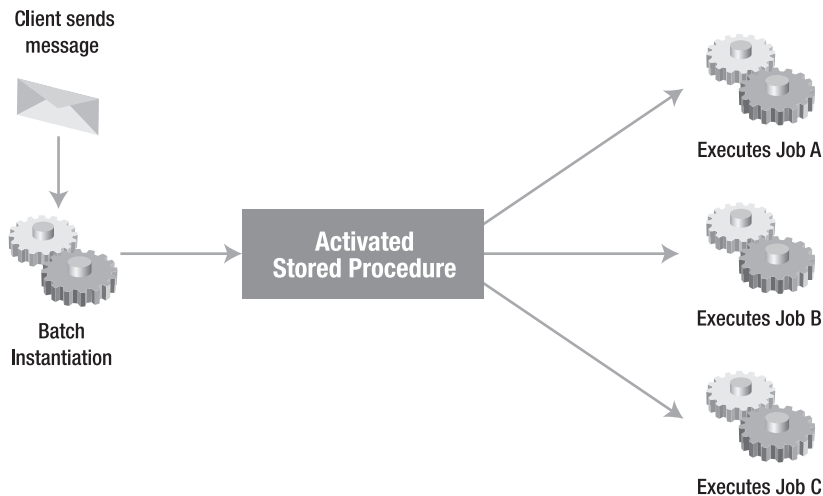 Client sends
message
Batch
Instantiation
Activated
Stored Procedure
Executes Job A
Executes Job B
Executes Job C